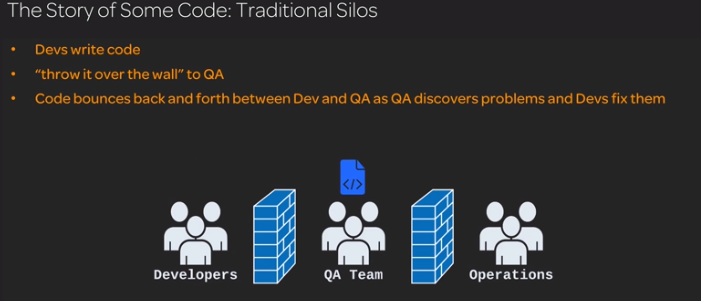 The Story of Some Code: Traditional Silos
• Devs write code
• “throw it over the wall” to QA
• Code bounces back and forth between Dev and QA as QA discovers problems and Devs fix them
</>
Developers
QA Team
Operations